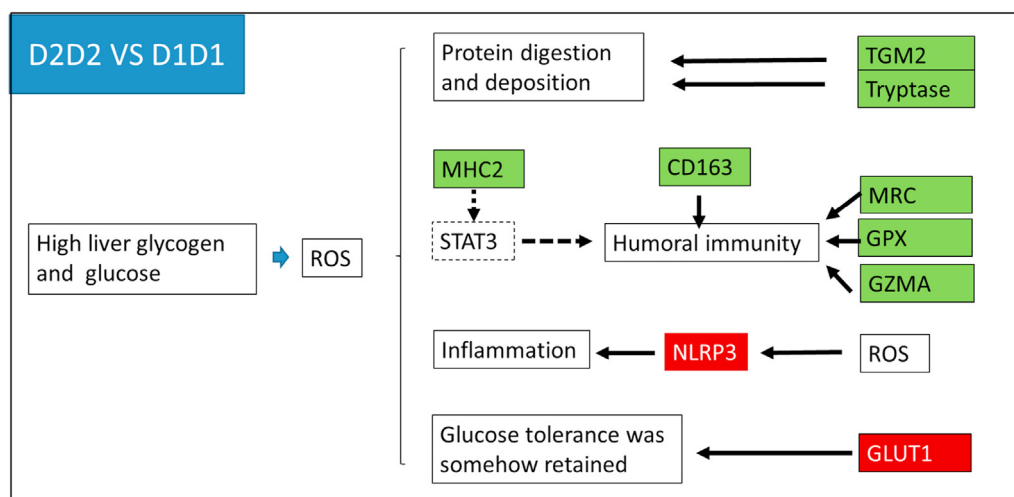 D2D2 VS D1D1
Protein digestion
and deposition
TGM2
Tryptase
MHC2
CD163
MRC
High liver glycogen
and glucose
ROS
STAT3
Humoral immunity
GPX
GZMA
Inflammation
NLRP3
ROS
Glucose tolerance was
somehow retained
GLUT1